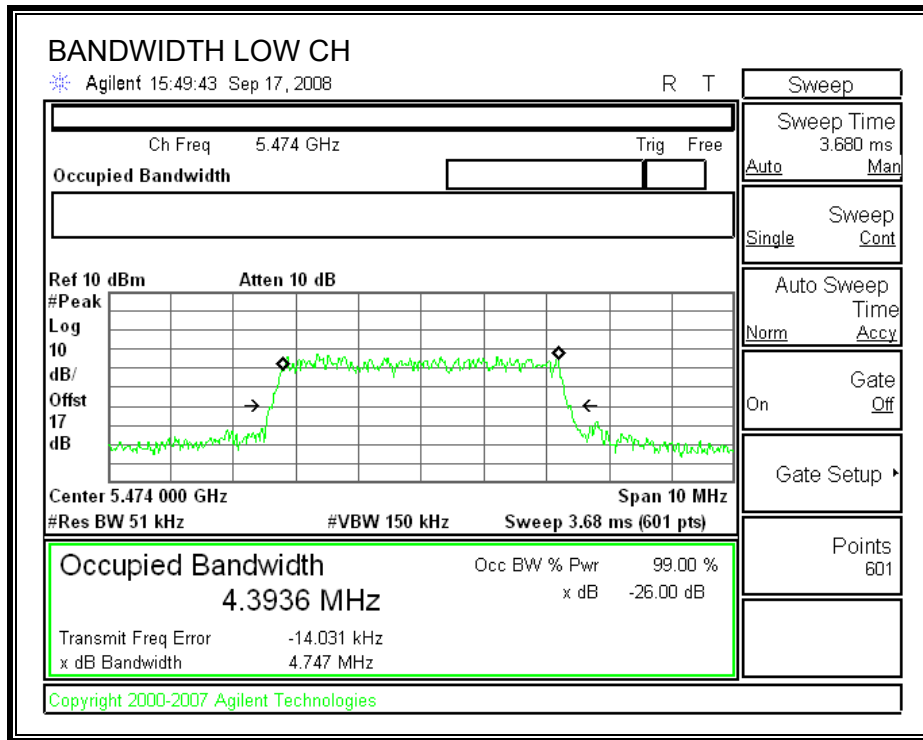 BANDWIDTH LOW CH
Agilent 15:49:43 Sep 17, 2008 R T
Ch Freq 5.474 GHz Trig Free
Occupied Bandwidth
Ref 10 dBm Atten 10 dB
#Peak
Log
10
dB/
Offst
17
dB
Center 5.474 000 GHz Span 10 MHz
#Res BW 51 kHz #VBW 150 kHz Sweep 3.68 ms (601 pts)
Occupied Bandwidth Occ BW % Pwr 99.00 %
4.3936 MHz x dB -26.00 dB
Transmit Freq Error -14.031 kHz
x dB Bandwidth 4.747 MHz
Copyright 2000-2007 Agilent Technologies
Sweep
Sweep Time
3.680 ms
Auto Man
Sweep
Single Cont
Auto Sweep
Time
Norm Accy
Gate
On Off
Gate Setup
Points
601